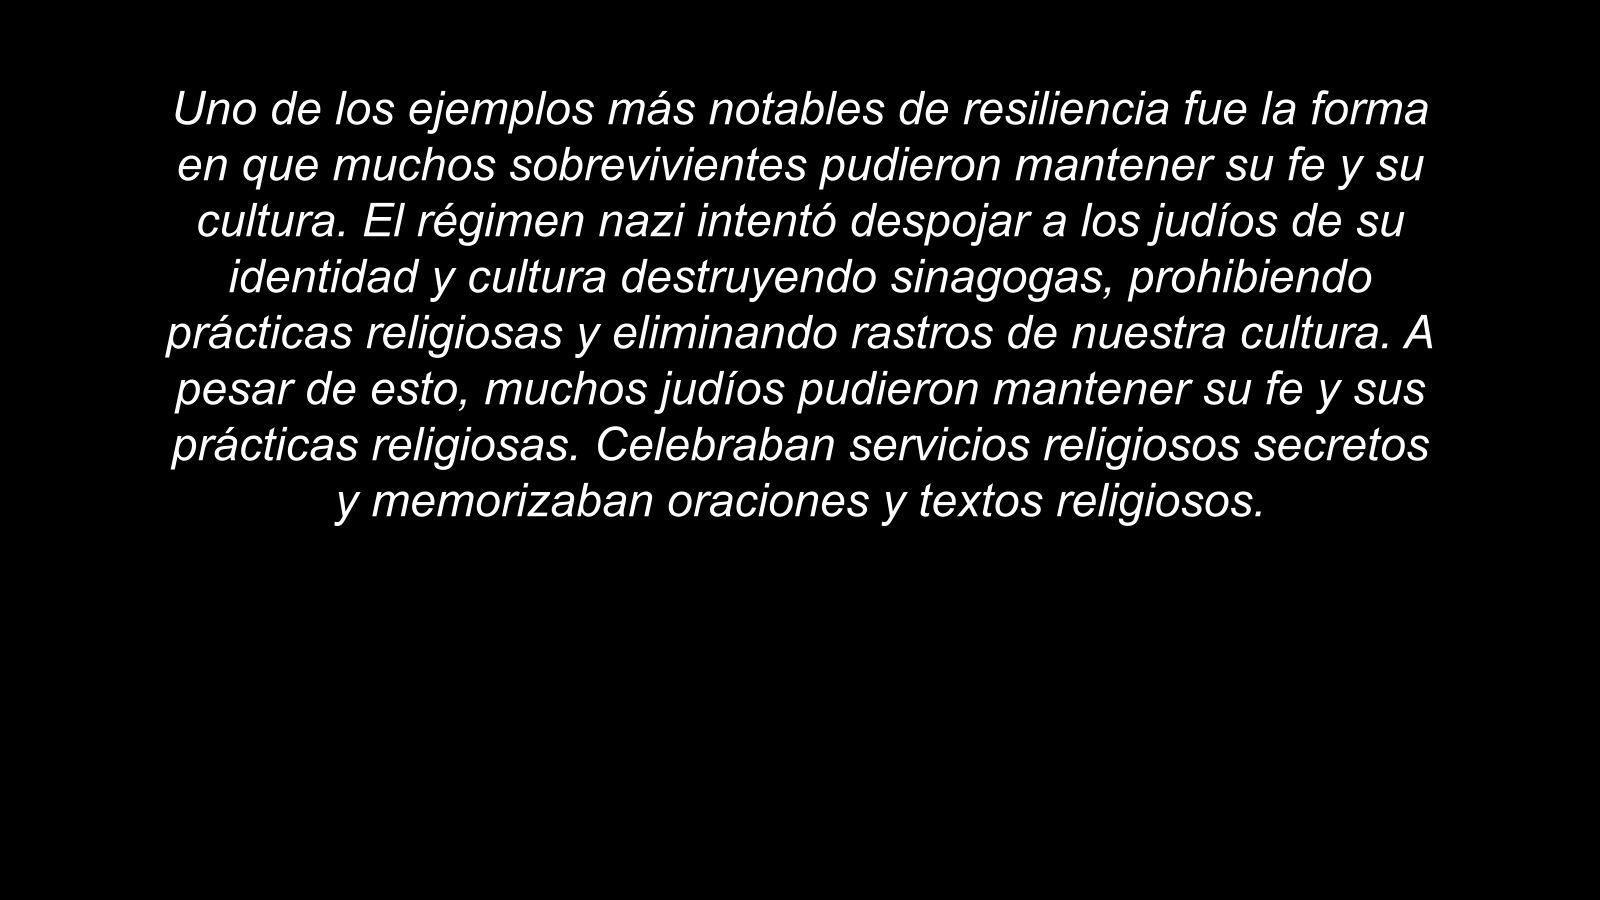 Uno de los ejemplos más notables de resiliencia fue la forma
en que muchos sobrevivientes pudieron mantener su fe y su
cultura. El régimen nazi intentó despojar a los judíos de su
identidad y cultura destruyendo sinagogas, prohibiendo
prácticas religiosas y eliminando rastros de nuestra cultura. A
pesar de esto, muchos judíos pudieron mantener su fe y sus
prácticas religiosas. Celebraban servicios religiosos secretos
y memorizaban oraciones y textos religiosos.